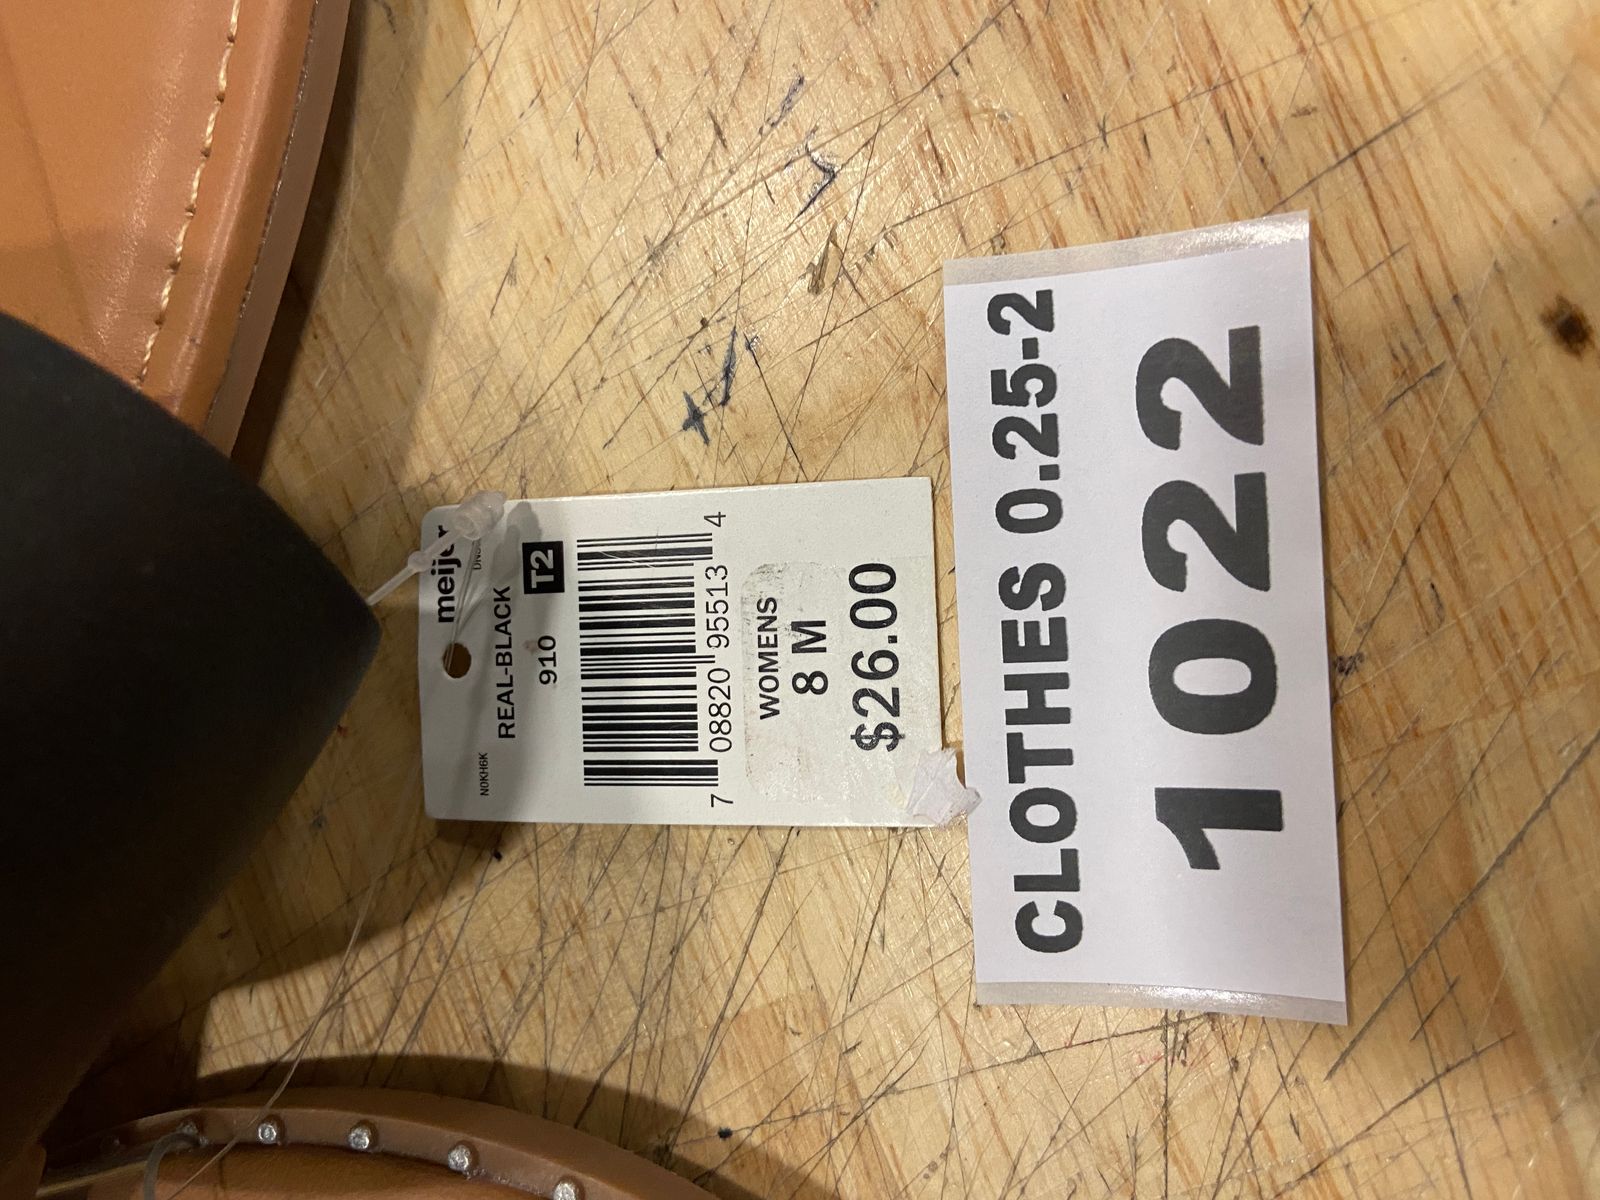 meijer
N0KH6K
REAL-BLACK
910
T2
7 08820 95513 4
WOMENS
8 M
$26.00
CLOTHES 0.25-2
1022